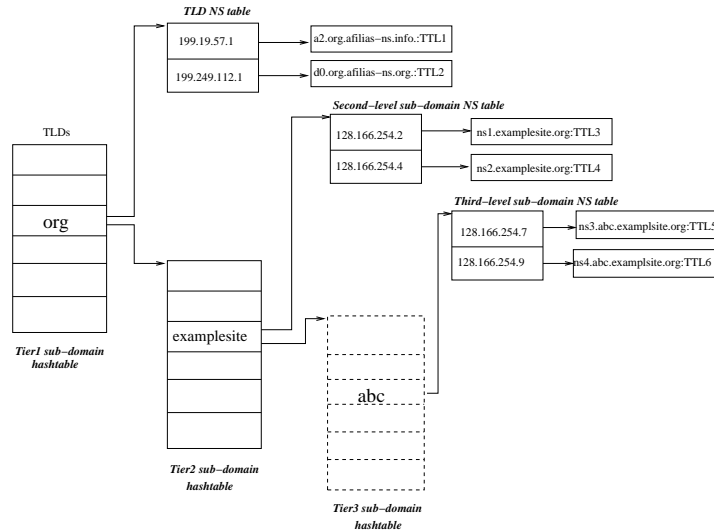 TLD NS table
199.19.57.1
a2.org.afilias-ns.info.:TTL1
199.249.112.1
d0.org.afilias-ns.org.:TTL2
Second-level sub-domain NS table
128.166.254.2
ns1.examplesite.org:TTL3
128.166.254.4
ns2.examplesite.org:TTL4
TLDs
org
Third-level sub-domain NS table
128.166.254.7
ns3.abc.examplsite.org:TTL5
128.166.254.9
ns4.abc.examplsite.org:TTL6
examplesite
Tier1 sub-domain
hashtable
abc
Tier2 sub-domain
hashtable
Tier3 sub-domain
hashtable